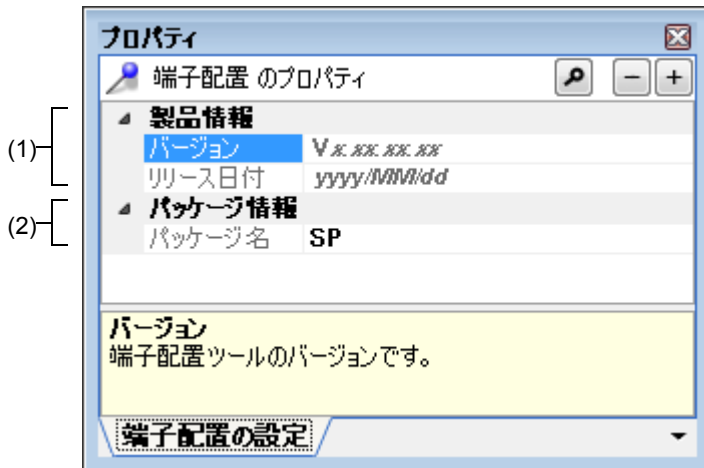 プロパティ
端子配置 のプロパティ
(1)
製品情報
バージョン Vx.xx.xx.xx
リリース日付 yyyy/MM/dd
(2)
パッケージ情報
パッケージ名 SP
バージョン
端子配置ツールのバージョンです。
端子配置の設定